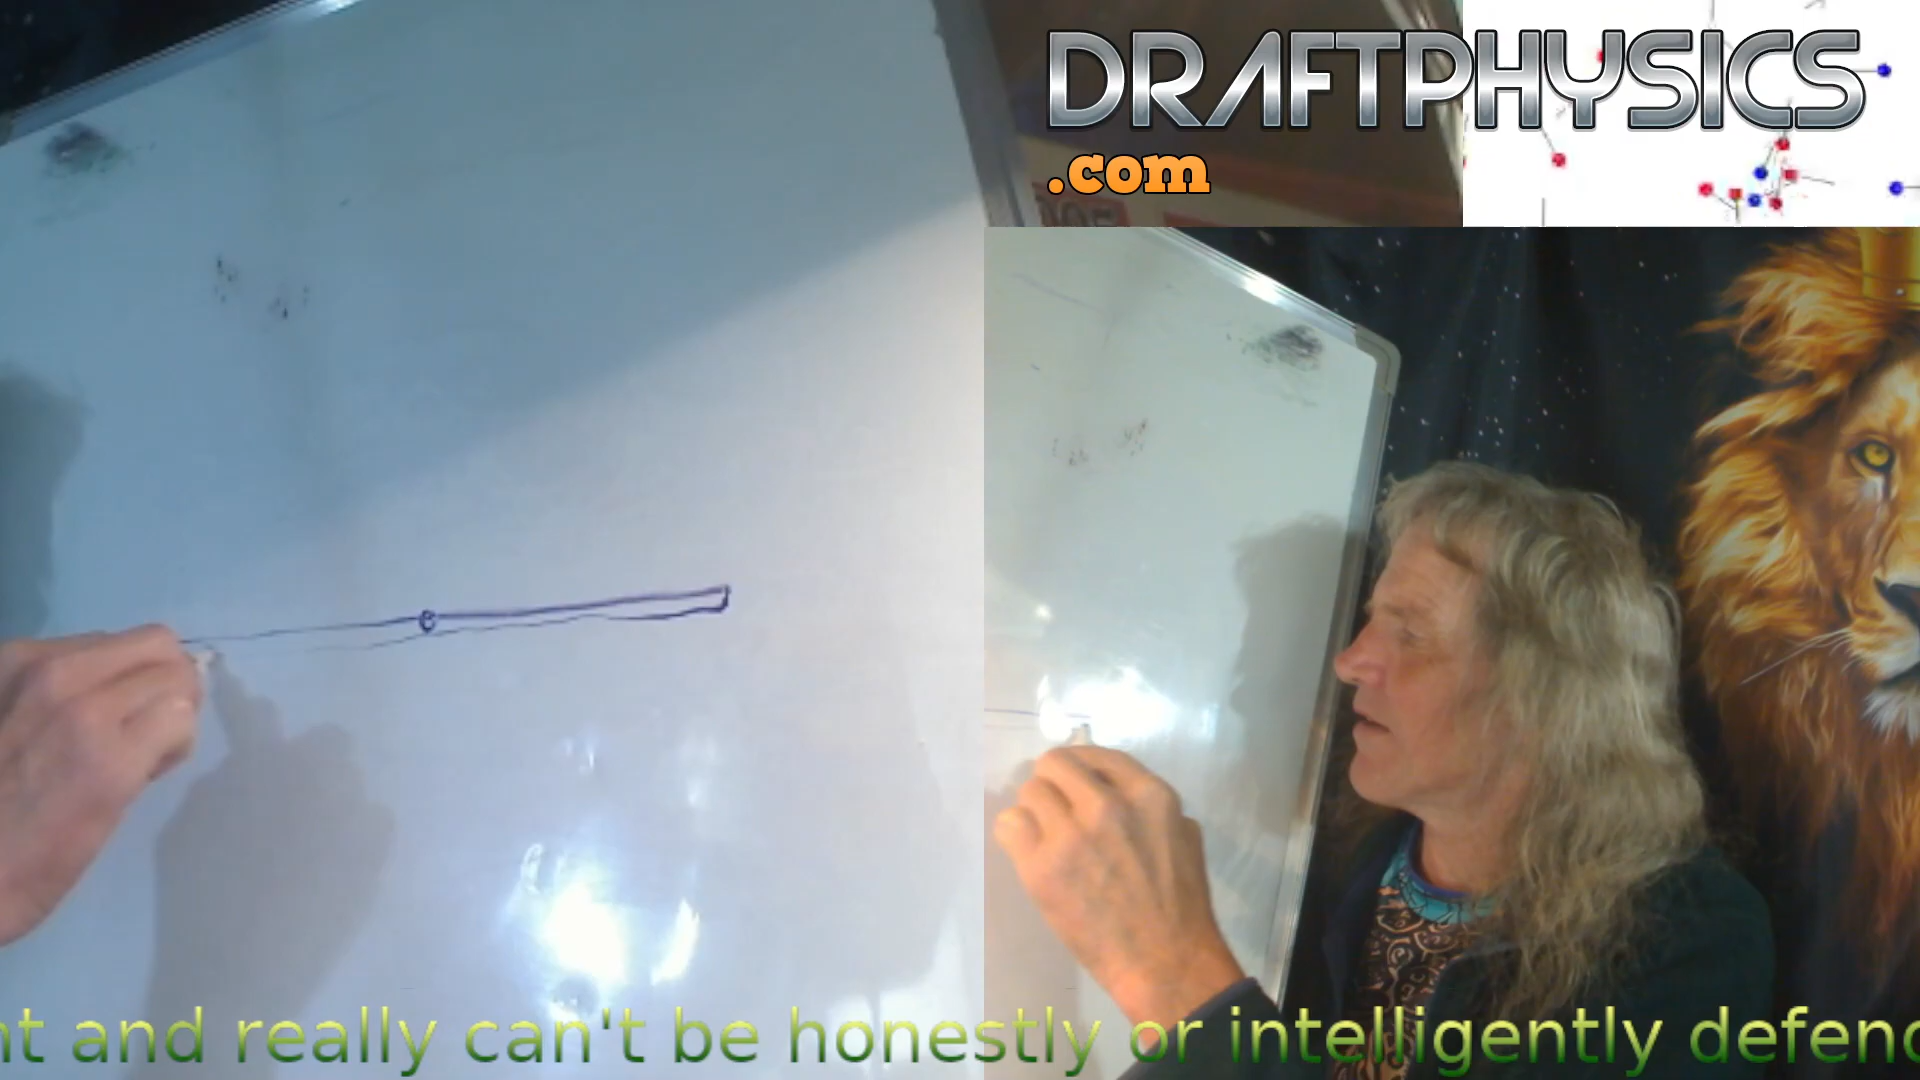 DRAFTPHYSICS
.com
nt and really can't be honestly or intelligently defend